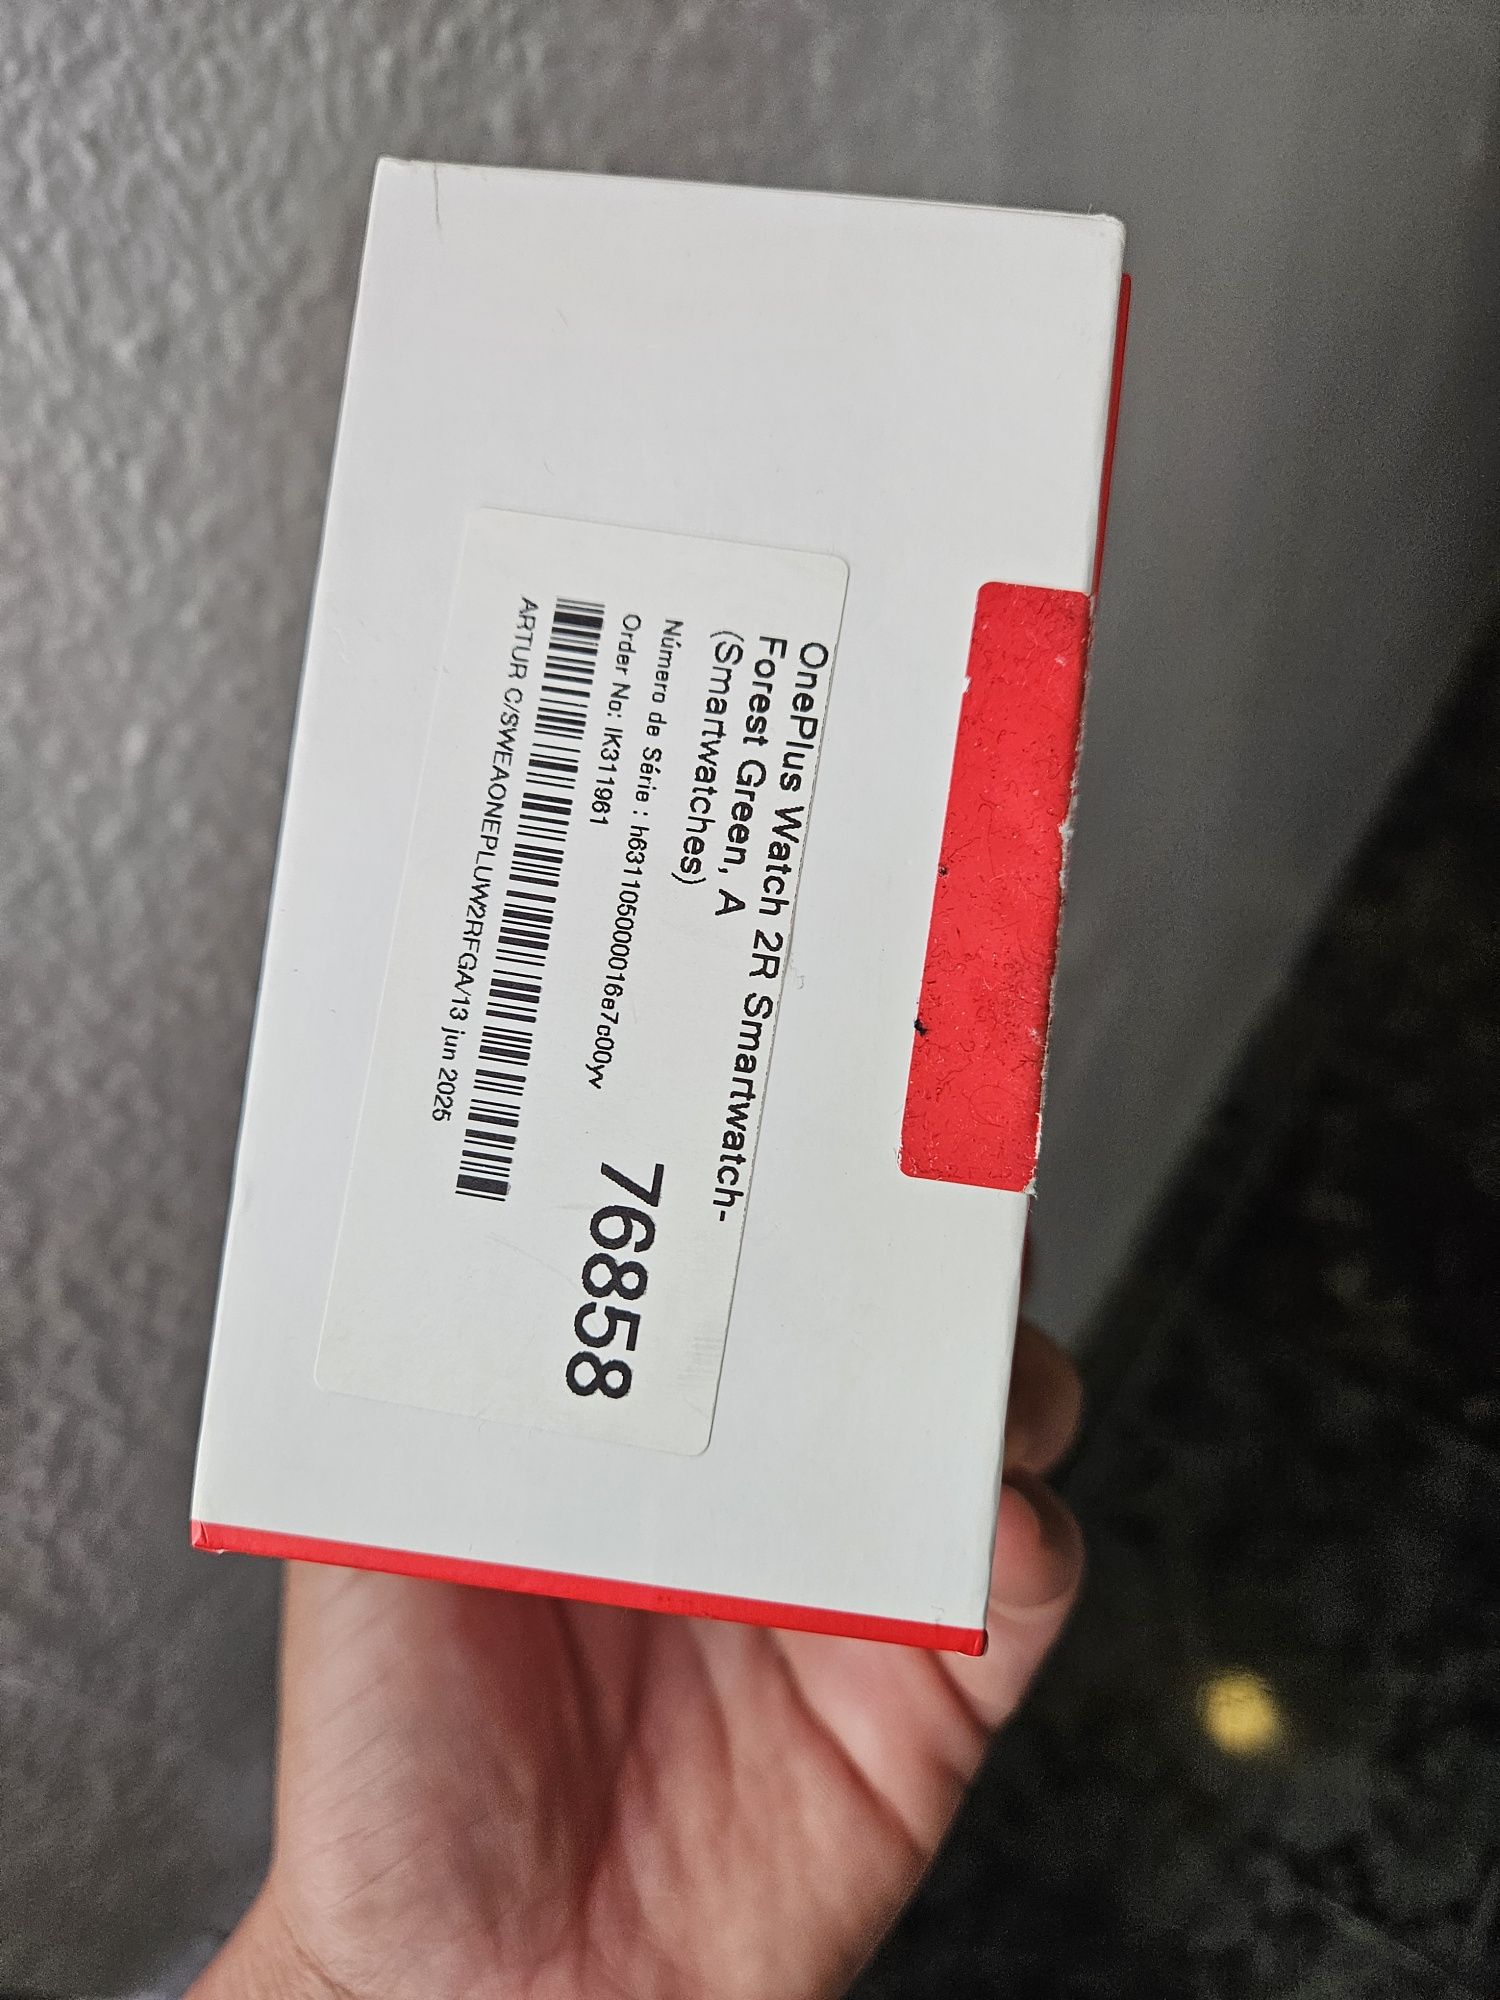 OnePlus Watch 2R Smartwatch-
Forest Green, A
(Smartwatches)
Número de Série : h631105000016e7c00yv
Order No: IK311961
76858
ARTUR C/SWEAONEPLUW2RFGA/13 jun 2025